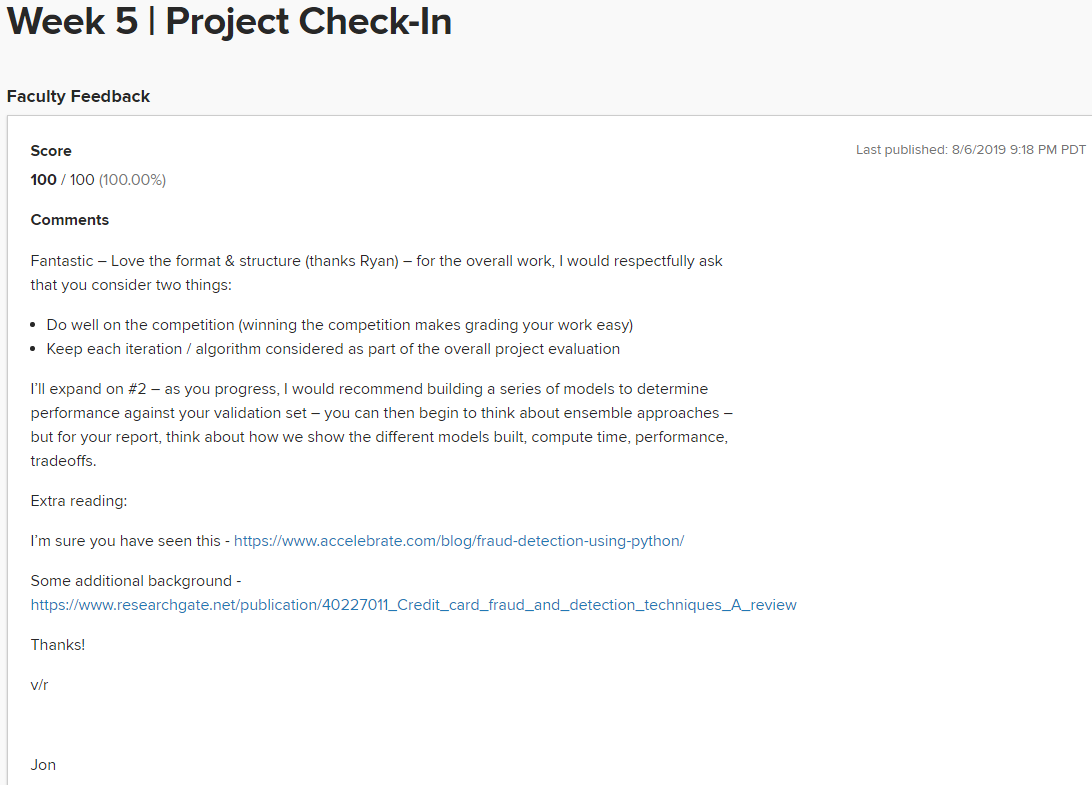 Week 5 | Project Check-In
Faculty Feedback
Score
Last published: 8/6/2019 9:18 PM PDT
100 / 100 (100.00%)
Comments
Fantastic – Love the format & structure (thanks Ryan) – for the overall work, I would respectfully ask
that you consider two things:
• Do well on the competition (winning the competition makes grading your work easy)
• Keep each iteration / algorithm considered as part of the overall project evaluation
I’ll expand on #2 – as you progress, I would recommend building a series of models to determine
performance against your validation set – you can then begin to think about ensemble approaches –
but for your report, think about how we show the different models built, compute time, performance,
tradeoffs.
Extra reading:
I’m sure you have seen this - https://www.accelebrate.com/blog/fraud-detection-using-python/
Some additional background -
https://www.researchgate.net/publication/40227011_Credit_card_fraud_and_detection_techniques_A_review
Thanks!
v/r
Jon